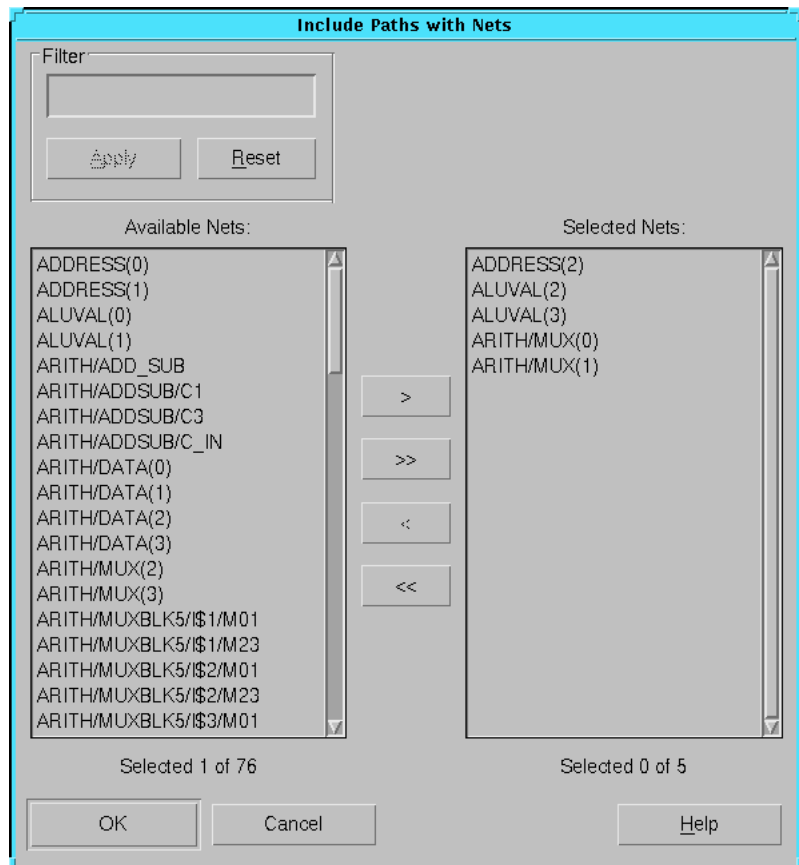 Include Paths with Nets
Filter
Apply
Reset
Available Nets:
ADDRESS(0)
ADDRESS(1)
ALUVAL(0)
ALUVAL(1)
ARITH/ADD_SUB
ARITH/ADDSUB/C1
ARITH/ADDSUB/C3
ARITH/ADDSUB/C_IN
ARITH/DATA(0)
ARITH/DATA(1)
ARITH/DATA(2)
ARITH/DATA(3)
ARITH/MUX(2)
ARITH/MUX(3)
ARITH/MUXBLK5/I$1/M01
ARITH/MUXBLK5/I$1/M23
ARITH/MUXBLK5/I$2/M01
ARITH/MUXBLK5/I$2/M23
ARITH/MUXBLK5/I$3/M01
Selected 1 of 76
>
>>
<
<<
Selected Nets:
ADDRESS(2)
ALUVAL(2)
ALUVAL(3)
ARITH/MUX(0)
ARITH/MUX(1)
Selected 0 of 5
OK
Cancel
Help